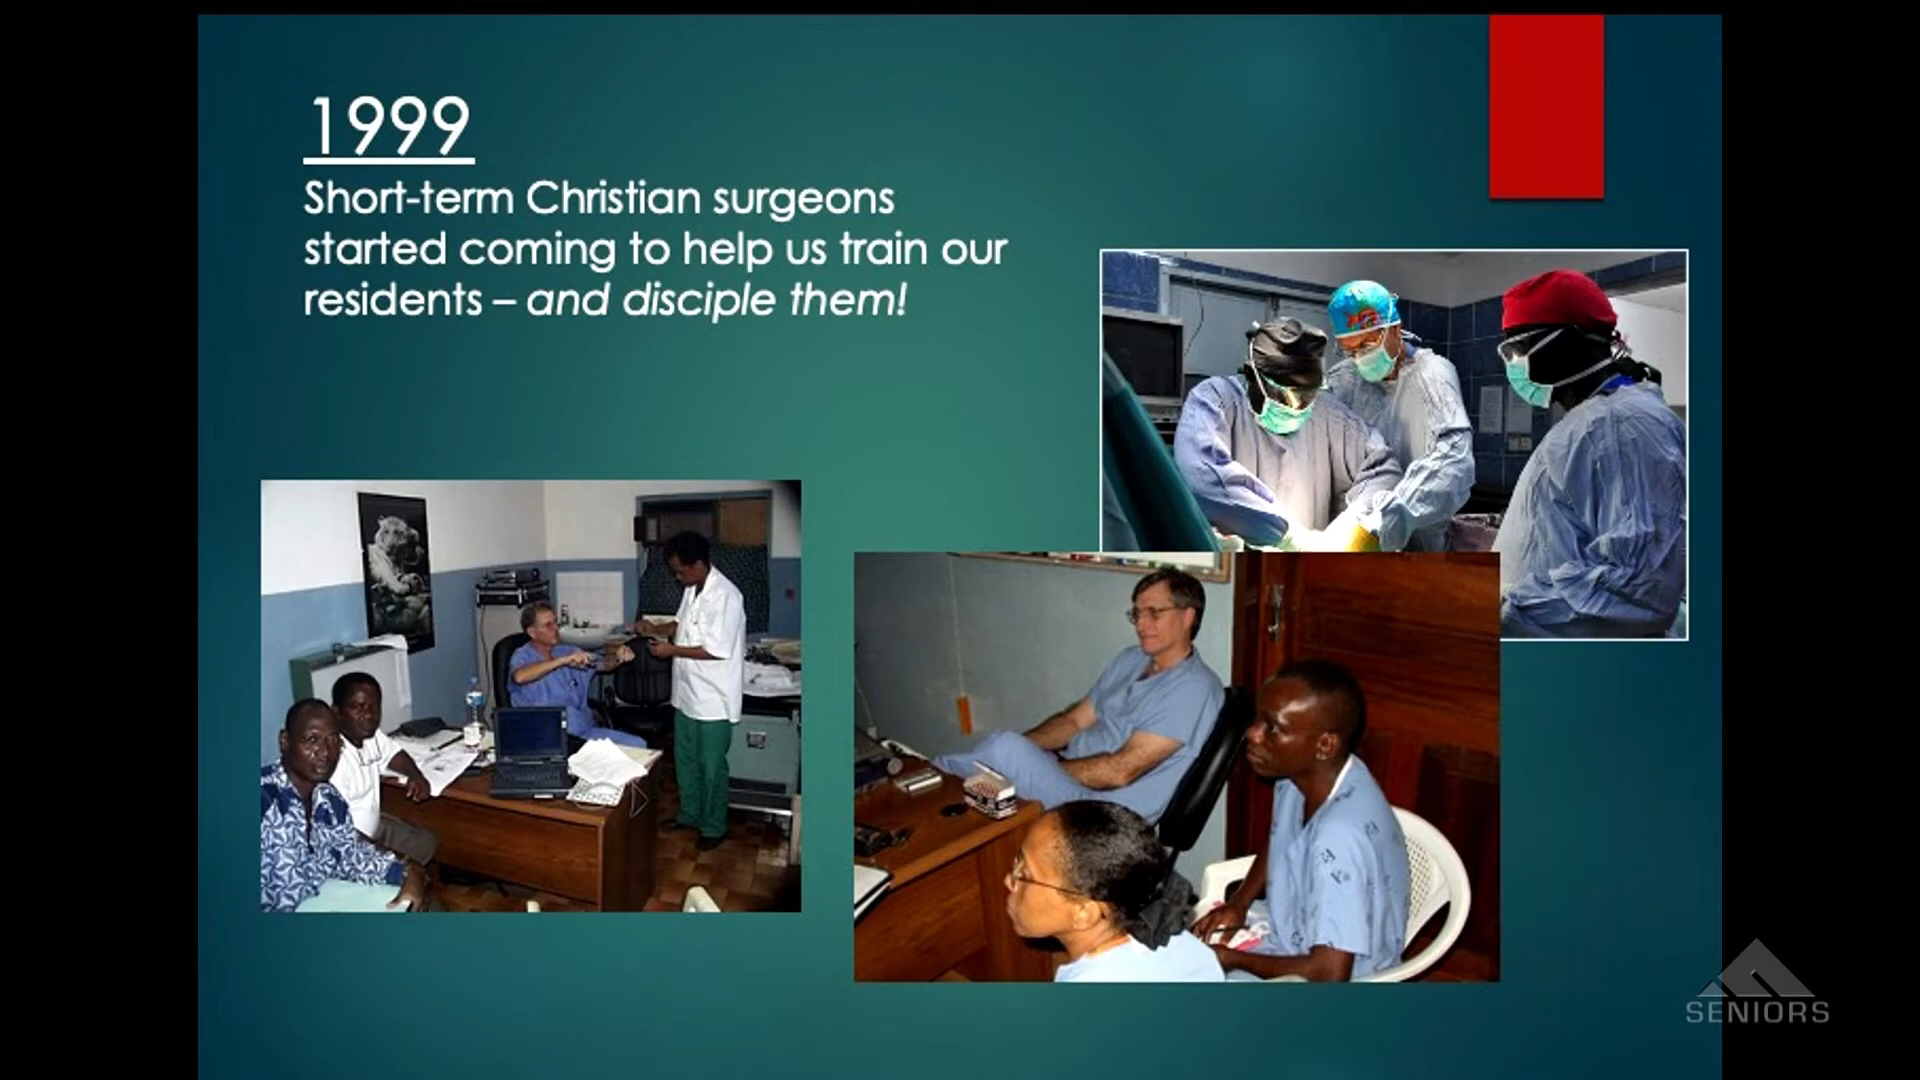 1999
Short-term Christian surgeons
started coming to help us train our
residents – and disciple them!
SENIORS